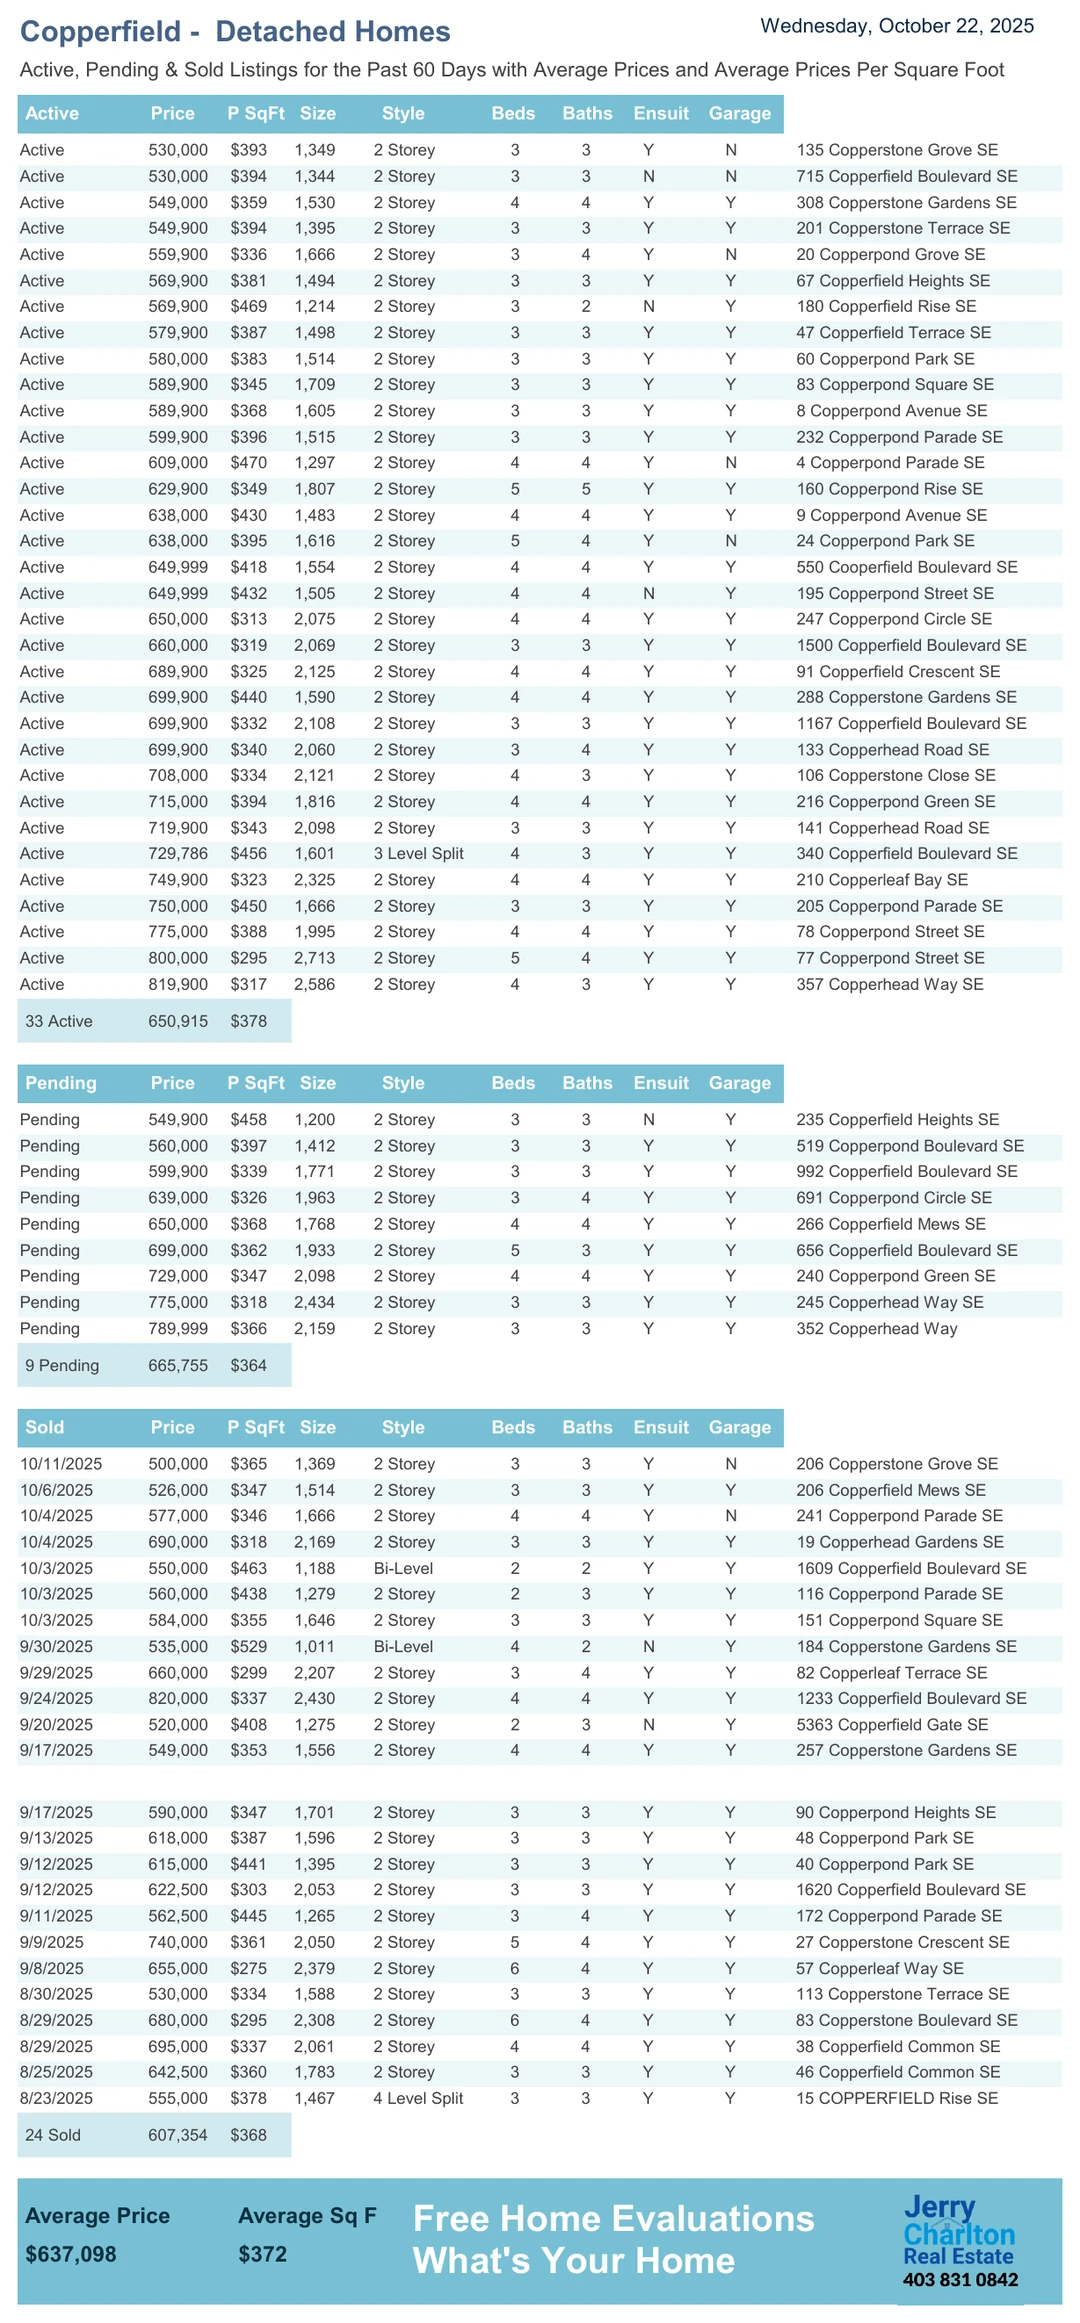 Copperfield - Detached Homes
Wednesday, October 22, 2025
Active, Pending & Sold Listings for the Past 60 Days with Average Prices and Average Prices Per Square Foot
Active Price P SqFt Size Style Beds Baths Ensuit Garage
Active 530,000 $393 1,349 2 Storey 3 3 Y N 135 Copperstone Grove SE
Active 530,000 $394 1,344 2 Storey 3 3 N N 715 Copperfield Boulevard SE
Active 549,000 $359 1,530 2 Storey 4 4 Y Y 308 Copperstone Gardens SE
Active 549,900 $394 1,395 2 Storey 3 3 Y Y 201 Copperstone Terrace SE
Active 559,900 $336 1,666 2 Storey 3 4 Y N 20 Copperpond Grove SE
Active 569,900 $381 1,494 2 Storey 3 3 Y Y 67 Copperfield Heights SE
Active 569,900 $469 1,214 2 Storey 3 2 N Y 180 Copperfield Rise SE
Active 579,900 $387 1,498 2 Storey 3 3 Y Y 47 Copperfield Terrace SE
Active 580,000 $383 1,514 2 Storey 3 3 Y Y 60 Copperpond Park SE
Active 589,900 $345 1,709 2 Storey 3 3 Y Y 83 Copperpond Square SE
Active 589,900 $368 1,605 2 Storey 3 3 Y Y 8 Copperpond Avenue SE
Active 599,900 $396 1,515 2 Storey 3 3 Y Y 232 Copperpond Parade SE
Active 609,000 $470 1,297 2 Storey 4 4 Y N 4 Copperpond Parade SE
Active 629,900 $349 1,807 2 Storey 5 5 Y Y 160 Copperpond Rise SE
Active 638,000 $430 1,483 2 Storey 4 4 Y Y 9 Copperpond Avenue SE
Active 638,000 $395 1,616 2 Storey 5 4 Y N 24 Copperpond Park SE
Active 649,999 $418 1,554 2 Storey 4 4 Y Y 550 Cooperfield Boulevard SE
Active 649,999 $432 1,505 2 Storey 4 4 N Y 195 Copperpond Street SE
Active 650,000 $313 2,075 2 Storey 4 4 Y Y 247 Copperpond Circle SE
Active 660,000 $319 2,069 2 Storey 3 3 Y Y 1500 Copperfield Boulevard SE
Active 689,900 $325 2,125 2 Storey 4 4 Y Y 91 Copperfield Crescent SE
Active 699,900 $440 1,590 2 Storey 4 4 Y Y 288 Copperstone Gardens SE
Active 699,900 $332 2,108 2 Storey 3 3 Y Y 1167 Copperfield Boulevard SE
Active 699,900 $340 2,060 2 Storey 3 4 Y Y 133 Copperhead Road SE
Active 708,000 $334 2,121 2 Storey 4 3 Y Y 106 Copperstone Close SE
Active 715,000 $394 1,816 2 Storey 4 4 Y Y 216 Copperpond Green SE
Active 719,900 $343 2,098 2 Storey 3 3 Y Y 141 Copperhead Road SE
Active 729,786 $456 1,601 3 Level Split 4 3 Y Y 340 Copperfield Boulevard SE
Active 749,900 $323 2,325 2 Storey 4 4 Y Y 210 Copperleaf Bay SE
Active 750,000 $450 1,666 2 Storey 3 3 Y Y 205 Copperpond Parade SE
Active 775,000 $388 1,995 2 Storey 4 4 Y Y 78 Copperpond Street SE
Active 800,000 $295 2,713 2 Storey 5 4 Y Y 77 Copperpond Street SE
Active 819,900 $317 2,586 2 Storey 4 3 Y Y 357 Copperhead Way SE
33 Active 650,915 $378
Pending Price P SqFt Size Style Beds Baths Ensuit Garage
Pending 549,900 $458 1,200 2 Storey 3 3 N Y 235 Copperfield Heights SE
Pending 560,000 $397 1,412 2 Storey 3 3 Y Y 519 Copperpond Boulevard SE
Pending 599,900 $339 1,771 2 Storey 3 3 Y Y 992 Copperfield Boulevard SE
Pending 639,000 $326 1,963 2 Storey 3 4 Y Y 691 Copperpond Circle SE
Pending 650,000 $368 1,768 2 Storey 4 4 Y Y 266 Copperfield Mews SE
Pending 699,000 $362 1,933 2 Storey 5 3 Y Y 656 Copperfield Boulevard SE
Pending 729,000 $347 2,098 2 Storey 4 4 Y Y 240 Copperpond Green SE
Pending 775,000 $318 2,434 2 Storey 3 3 Y Y 245 Copperhead Way SE
Pending 789,999 $366 2,159 2 Storey 3 3 Y Y 352 Copperhead Way
9 Pending 665,755 $364
Sold Price P SqFt Size Style Beds Baths Ensuit Garage
10/11/2025 500,000 $365 1,369 2 Storey 3 3 Y N 206 Copperstone Grove SE
10/6/2025 526,000 $347 1,514 2 Storey 3 3 Y Y 206 Copperfield Mews SE
10/4/2025 577,000 $346 1,666 2 Storey 4 4 Y N 241 Copperpond Parade SE
10/4/2025 690,000 $318 2,169 2 Storey 3 3 Y Y 19 Copperhead Gardens SE
10/3/2025 550,000 $463 1,188 Bi-Level 2 2 Y Y 1609 Copperfield Boulevard SE
10/3/2025 560,000 $438 1,279 2 Storey 2 3 Y Y 116 Copperpond Parade SE
10/3/2025 584,000 $355 1,646 2 Storey 3 3 Y Y 151 Copperpond Square SE
9/30/2025 535,000 $529 1,011 Bi-Level 4 2 N Y 184 Copperstone Gardens SE
9/29/2025 660,000 $299 2,207 2 Storey 3 4 Y Y 82 Copperleaf Terrace SE
9/24/2025 820,000 $337 2,430 2 Storey 4 4 Y Y 1233 Copperfield Boulevard SE
9/20/2025 520,000 $408 1,275 2 Storey 2 3 N Y 5363 Copperfield Gate SE
9/17/2025 549,000 $353 1,556 2 Storey 4 4 Y Y 257 Copperstone Gardens SE
9/17/2025 590,000 $347 1,701 2 Storey 3 3 Y Y 90 Copperpond Heights SE
9/13/2025 618,000 $387 1,596 2 Storey 3 3 Y Y 48 Copperpond Park SE
9/12/2025 615,000 $441 1,395 2 Storey 3 3 Y Y 40 Copperpond Park SE
9/12/2025 622,500 $303 2,053 2 Storey 3 3 Y Y 1620 Copperfield Boulevard SE
9/11/2025 562,500 $445 1,265 2 Storey 3 4 Y Y 172 Copperpond Parade SE
9/9/2025 740,000 $361 2,050 2 Storey 5 4 Y Y 27 Copperstone Crescent SE
9/8/2025 655,000 $275 2,379 2 Storey 6 4 Y Y 57 Copperleaf Way SE
8/30/2025 530,000 $334 1,588 2 Storey 3 3 Y Y 113 Copperstone Terrace SE
8/29/2025 680,000 $295 2,308 2 Storey 6 4 Y Y 83 Copperstone Boulevard SE
8/29/2025 695,000 $337 2,061 2 Storey 4 4 Y Y 38 Copperfield Common SE
8/25/2025 642,500 $360 1,783 2 Storey 3 3 Y Y 46 Copperfield Common SE
8/23/2025 555,000 $378 1,467 4 Level Split 3 3 Y Y 15 COPPERFIELD Rise SE
24 Sold 607,354 $368
Average Price Average Sq F
$637,098 $372
Free Home Evaluations
What's Your Home
Jerry
Charlton
Real Estate
403 831 0842